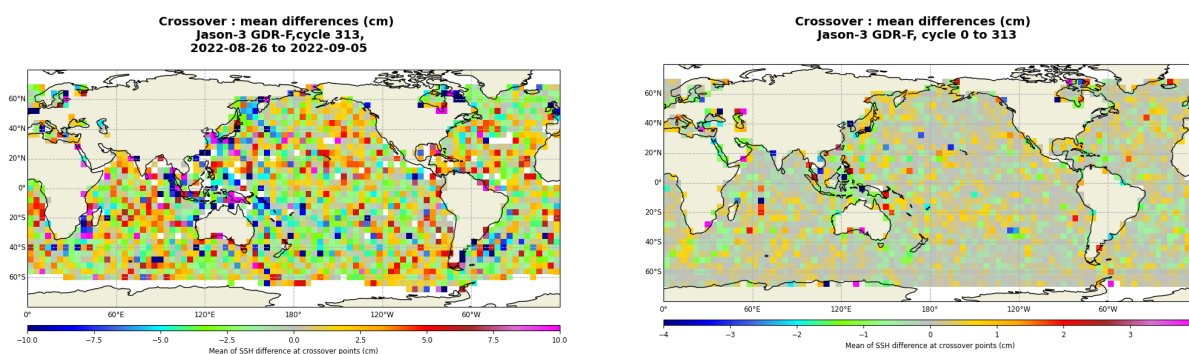 Crossover : mean differences (cm)
Jason-3 GDR-F,cycle 313,
2022-08-26 to 2022-09-05
60°N
40°N
20°N
0°
20°S
40°S
60°S
0° 60°E 120°E 180° 120°W 60°W
−10.0 −7.5 −5.0 −2.5 0.0 2.5 5.0 7.5 10.0
Mean of SSH difference at crossover points (cm)
Crossover : mean differences (cm)
Jason-3 GDR-F, cycle 0 to 313
60°N
40°N
20°N
0°
20°S
40°S
60°S
0° 60°E 120°E 180° 120°W 60°W
−4 −3 −2 −1 0 1 2 3
Mean of SSH difference at crossover points (cm)